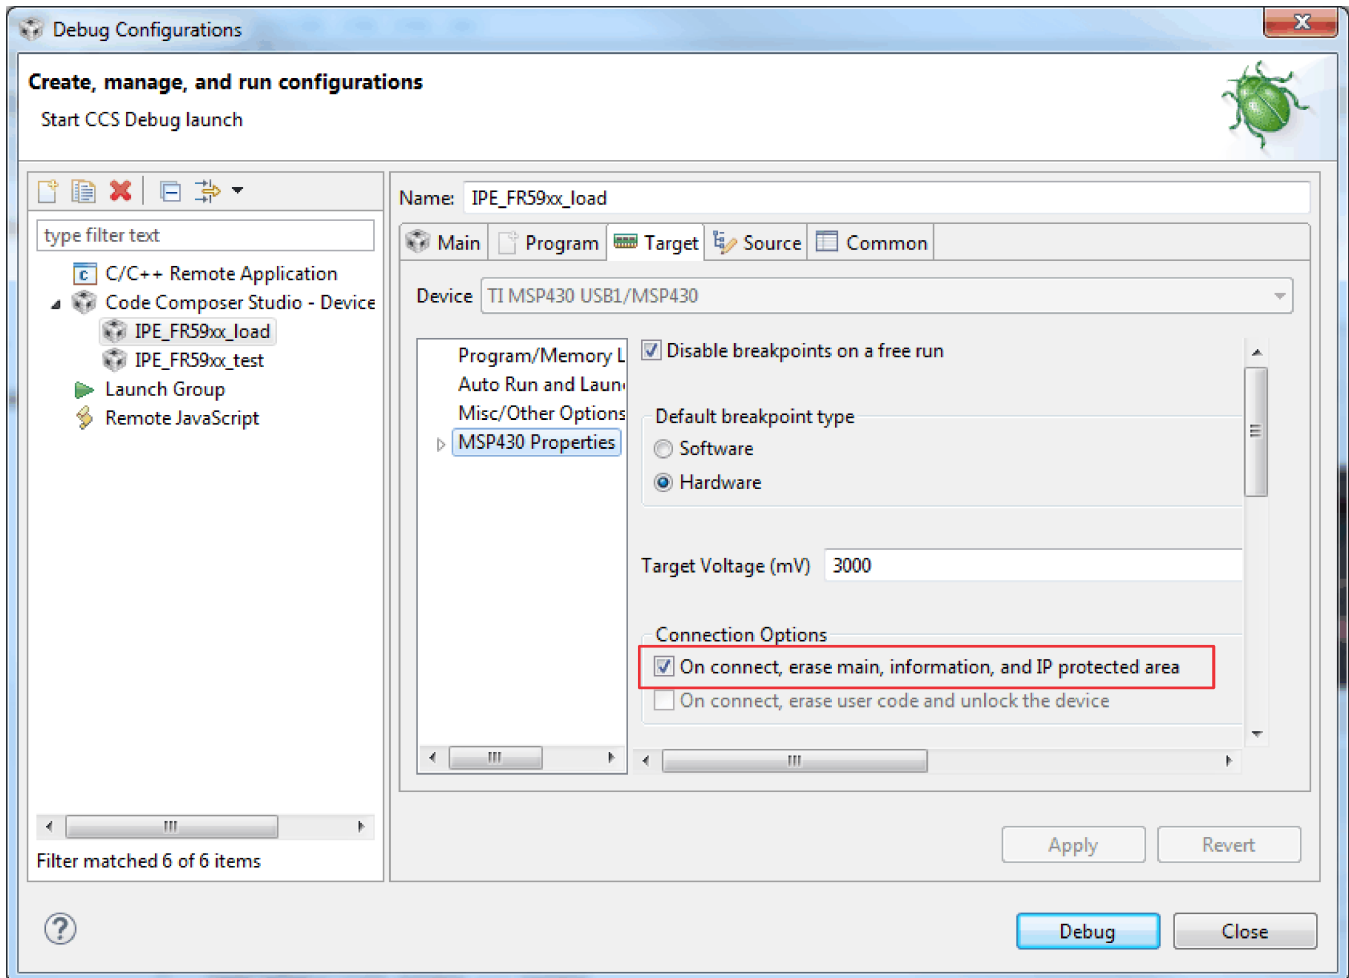 Debug Configurations
X
Create, manage, and run configurations
Start CCS Debug launch
type filter text
C/C++ Remote Application
Code Composer Studio - Device
IPE_FR59xx_load
IPE_FR59xx_test
Launch Group
Remote JavaScript
Filter matched 6 of 6 items
Name: IPE_FR59xx_load
Main Program Target Source Common
Device TI MSP430 USB1/MSP430
Program/Memory L
Auto Run and Laun
Misc/Other Options
MSP430 Properties
Disable breakpoints on a free run
Default breakpoint type
Software
Hardware
Target Voltage (mV) 3000
Connection Options
On connect, erase main, information, and IP protected area
On connect, erase user code and unlock the device
Apply Revert
? Debug Close